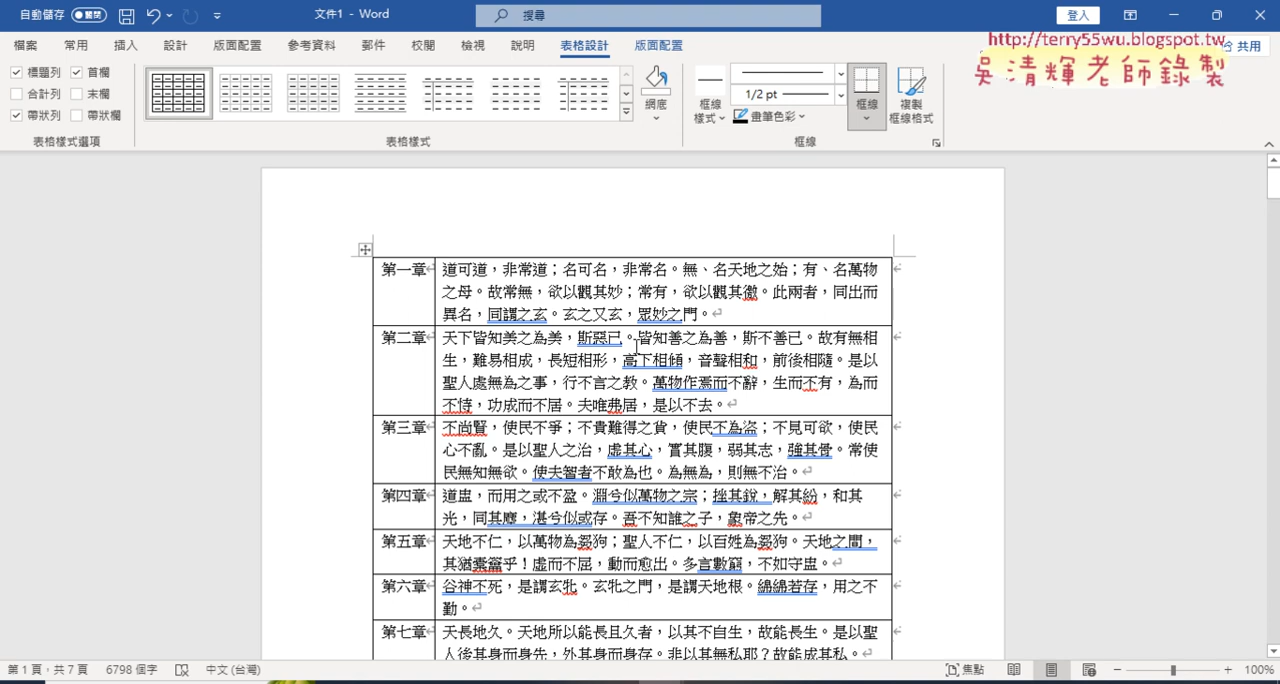 自動儲存 關閉 文件1 - Word 搜尋 登入
檔案 常用 插入 設計 版面配置 參考資料 郵件 校閱 檢視 說明 表格設計 版面配置 共用
http://terry55wu.blogspot.tw
吳清輝老師錄製
標題列 首欄
合計列 末欄
帶狀列 帶狀欄
網底
框線樣式
1/2 pt
畫筆色彩
框線
複製框線格式
表格樣式選項 表格樣式 框線
第一章 道可道,非常道;名可名,非常名。無、名天地之始;有、名萬物
之母。故常無,欲以觀其妙;常有,欲以觀其徼。此兩者,同出而
異名,同謂之玄。玄之又玄,眾妙之門。
第二章 天下皆知美之為美,斯惡已。皆知善之為善,斯不善已。故有無相
生,難易相成,長短相形,高下相傾,音聲相和,前後相隨。是以
聖人處無為之事,行不言之教。萬物作焉而不辭,生而不有,為而
不恃,功成而不居。夫唯弗居,是以不去。
第三章 不尚賢,使民不爭;不貴難得之貨,使民不為盜;不見可欲,使民
心不亂。是以聖人之治,虛其心,實其腹,弱其志,強其骨。常使
民無知無欲。使夫智者不敢為也。為無為,則無不治。
第四章 道盅,而用之或不盈。淵兮似萬物之宗;挫其銳,解其紛,和其
光,同其塵,湛兮似或存。吾不知誰之子,象帝之先。
第五章 天地不仁,以萬物為芻狗;聖人不仁,以百姓為芻狗。天地之間,
其猶橐籥乎!虛而不屈,動而愈出。多言數窮,不如守盅。
第六章 谷神不死,是謂玄牝。玄牝之門,是謂天地根。綿綿若存,用之不
勤。
第七章 天長地久。天地所以能長且久者,以其不自生,故能長生。是以聖
人後其身而身先,外其身而身存。非以其無私耶?故能成其私。
第 1 頁,共 7 頁 6798 個字 中文 (台灣) 焦點 100%